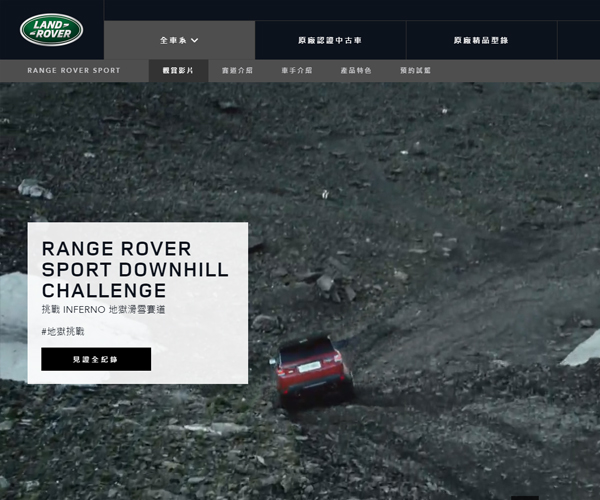 LAND-
-ROVER
全車系
原廠認證中古車
原廠精品型錄
RANGE ROVER SPORT
觀賞影片
賽道介紹
車手介紹
產品特色
預約試駕
RANGE ROVER
SPORT DOWNHILL
CHALLENGE
挑戰 INFERNO 地獄滑雪賽道
#地獄挑戰
見證全紀錄